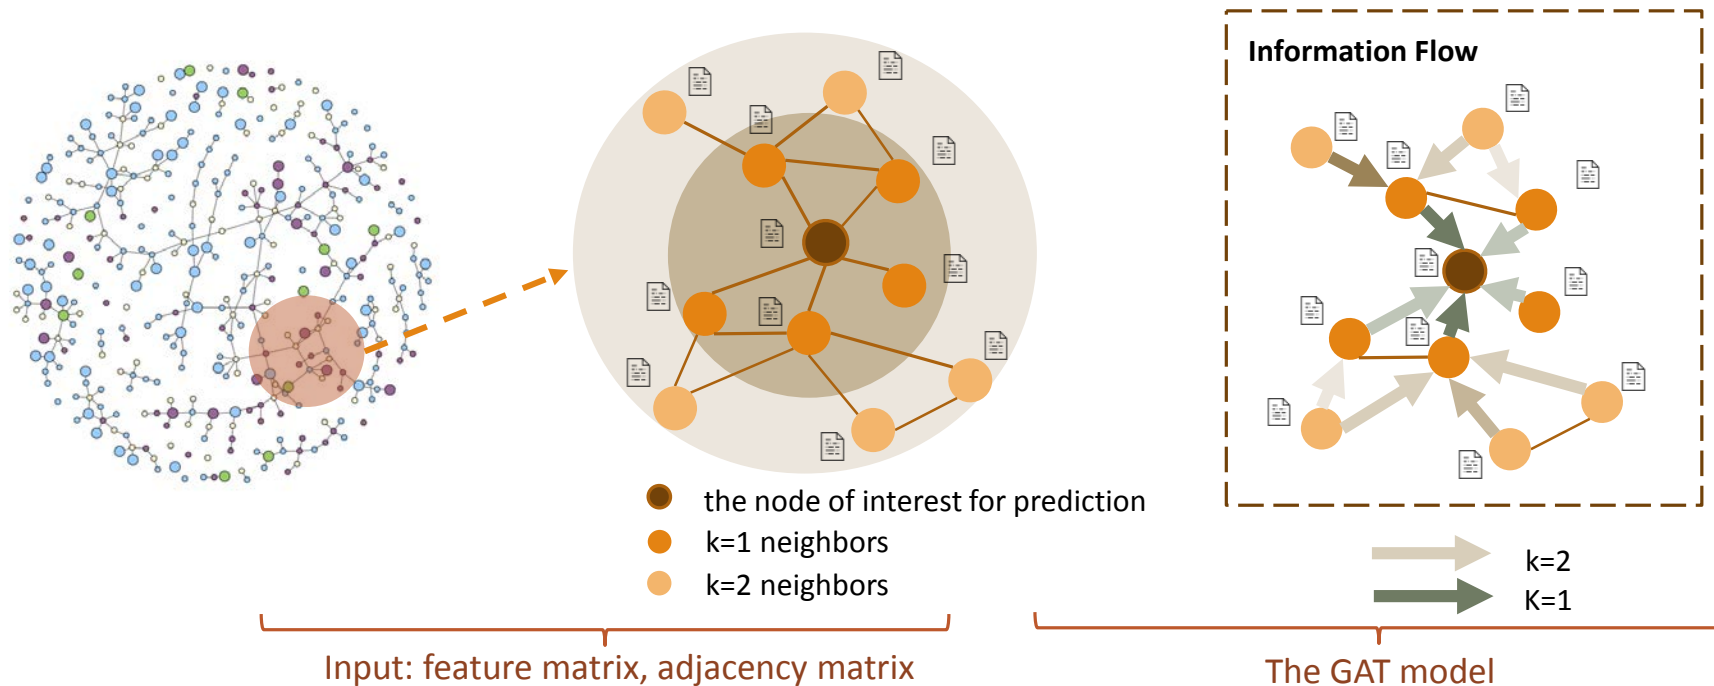 Information Flow
the node of interest for prediction
k=1 neighbors
k=2 neighbors
k=2
K=1
Input: feature matrix, adjacency matrix
The GAT model